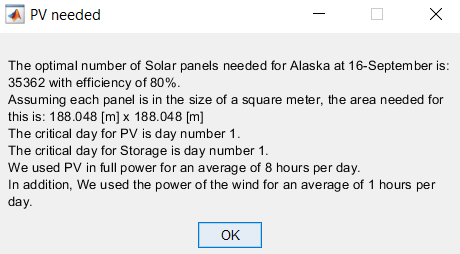 PV needed
The optimal number of Solar panels needed for Alaska at 16-September is:
35362 with efficiency of 80%.
Assuming each panel is in the size of a square meter, the area needed for
this is: 188.048 [m] x 188.048 [m]
The critical day for PV is day number 1.
The critical day for Storage is day number 1.
We used PV in full power for an average of 8 hours per day.
In addition, We used the power of the wind for an average of 1 hours per
day.
OK